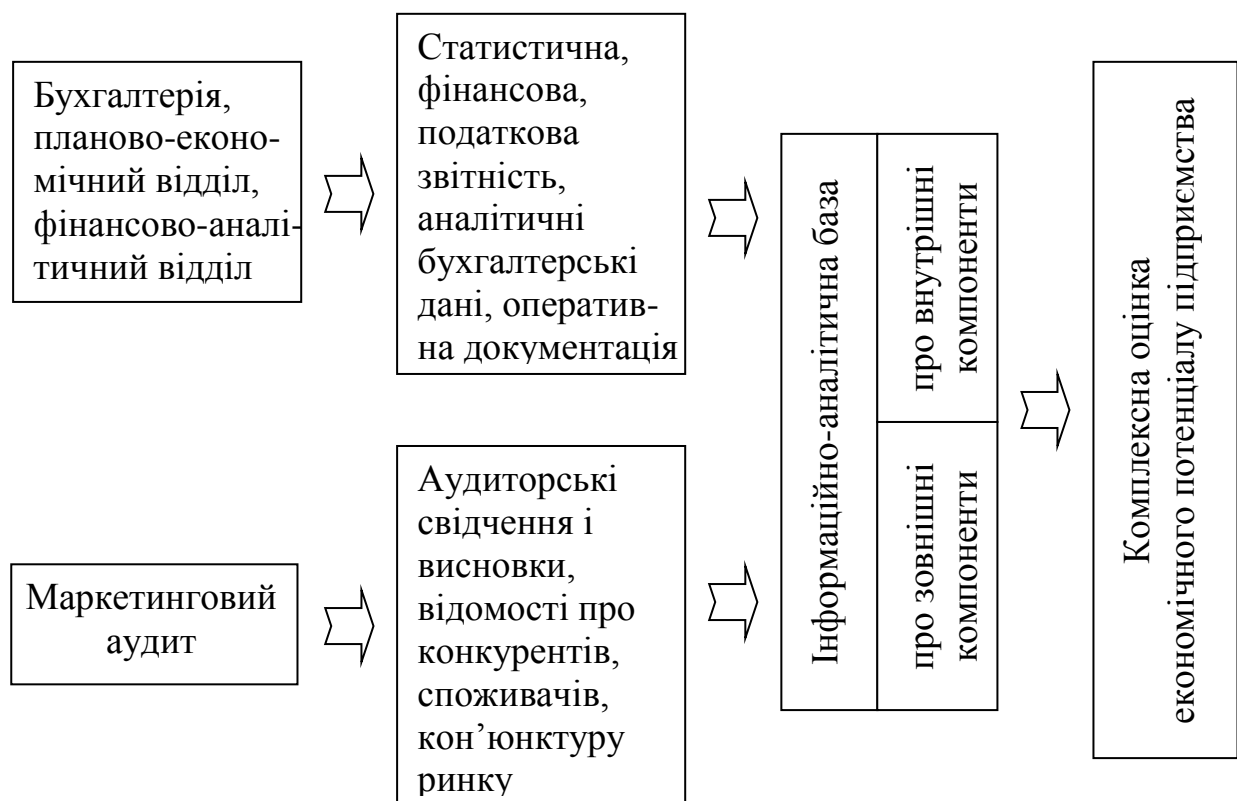 Бухгалтерія,
планово-еконо-
мічний відділ,
фінансово-аналі-
тичний відділ
Статистична,
фінансова,
податкова
звітність,
аналітичні
бухгалтерські
дані, оператив-
на документація
Маркетинговий
аудит
Аудиторські
свідчення і
висновки,
відомості про
конкурентів,
споживачів,
кон’юнктуру
ринку
Інформаційно-аналітична база
про внутрішні
компоненти
про зовнішні
компоненти
Комплексна оцінка
економічного потенціалу підприємства